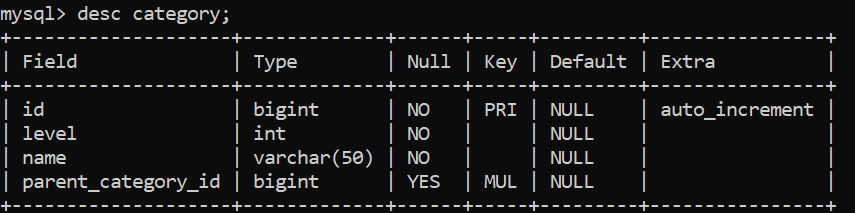 mysql> desc category;
+--------------------+-------------+------+-----+---------+----------------+
| Field              | Type        | Null | Key | Default | Extra          |
+--------------------+-------------+------+-----+---------+----------------+
| id                 | bigint      | NO   | PRI | NULL    | auto_increment |
| level              | int         | NO   |     | NULL    |                |
| name               | varchar(50) | NO   |     | NULL    |                |
| parent_category_id | bigint      | YES  | MUL | NULL    |                |
+--------------------+-------------+------+-----+---------+----------------+